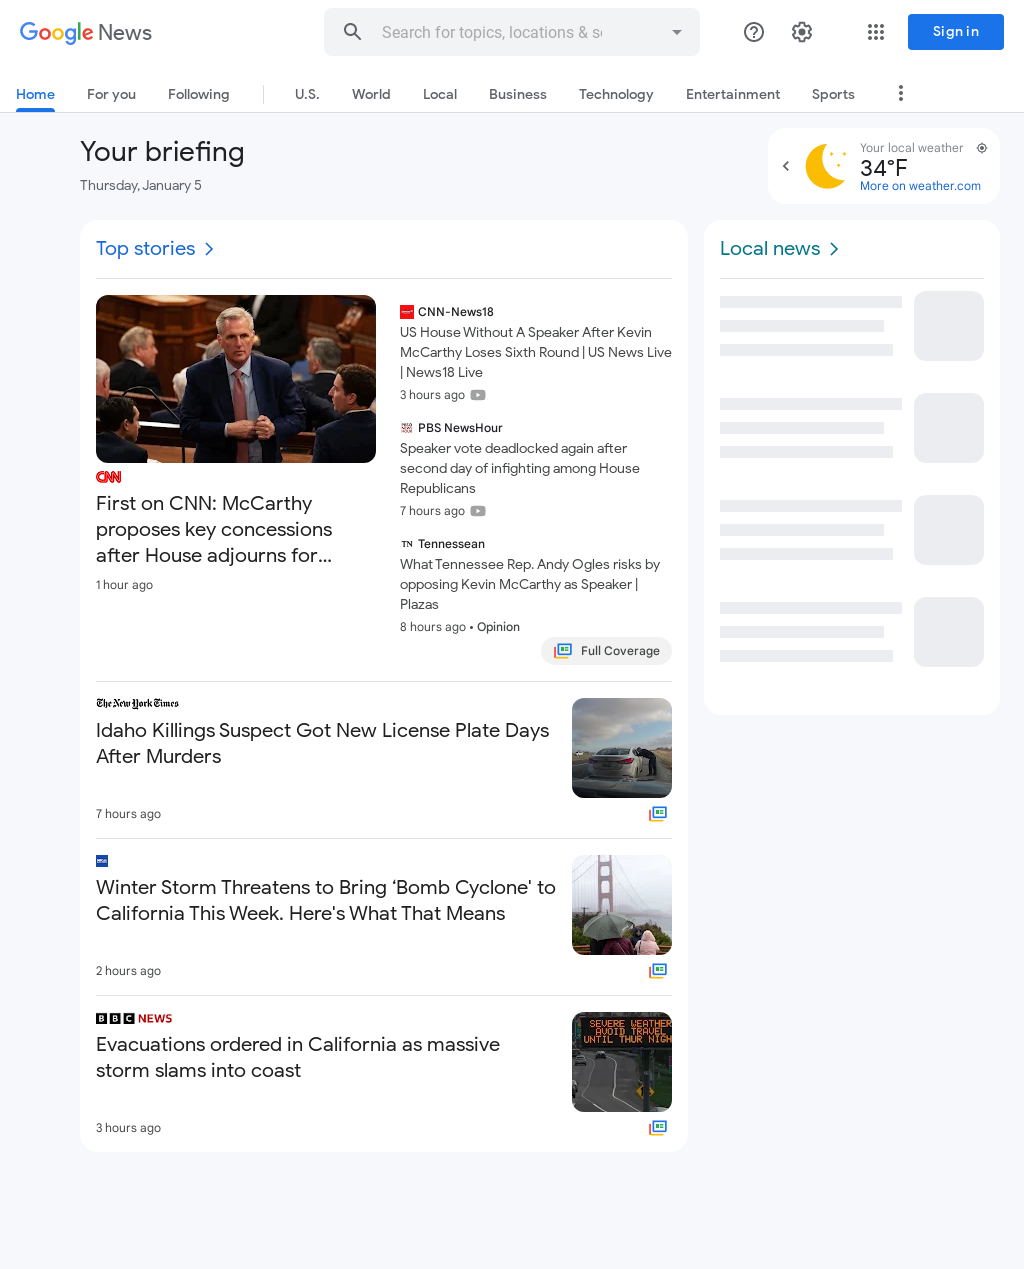 Google News
Search for topics, locations & so
Sign in
Home
For you
Following
U.S.
World
Local
Business
Technology
Entertainment
Sports
Your briefing
Thursday, January 5
Your local weather
34°F
More on weather.com
Top stories
Local news
CNN
First on CNN: McCarthy
proposes key concessions
after House adjourns for...
1 hour ago
CNN-News18
US House Without A Speaker After Kevin
McCarthy Loses Sixth Round | US News Live
| News18 Live
3 hours ago
PBS NewsHour
Speaker vote deadlocked again after
second day of infighting among House
Republicans
7 hours ago
TN Tennessean
What Tennessee Rep. Andy Ogles risks by
opposing Kevin McCarthy as Speaker |
Plazas
8 hours ago • Opinion
Full Coverage
The New York Times
Idaho Killings Suspect Got New License Plate Days
After Murders
7 hours ago
Winter Storm Threatens to Bring ‘Bomb Cyclone' to
California This Week. Here's What That Means
2 hours ago
BBC NEWS
Evacuations ordered in California as massive
storm slams into coast
3 hours ago
SEVERE WEATHER
AVOID TRAVEL
UNTIL THUR NIGH